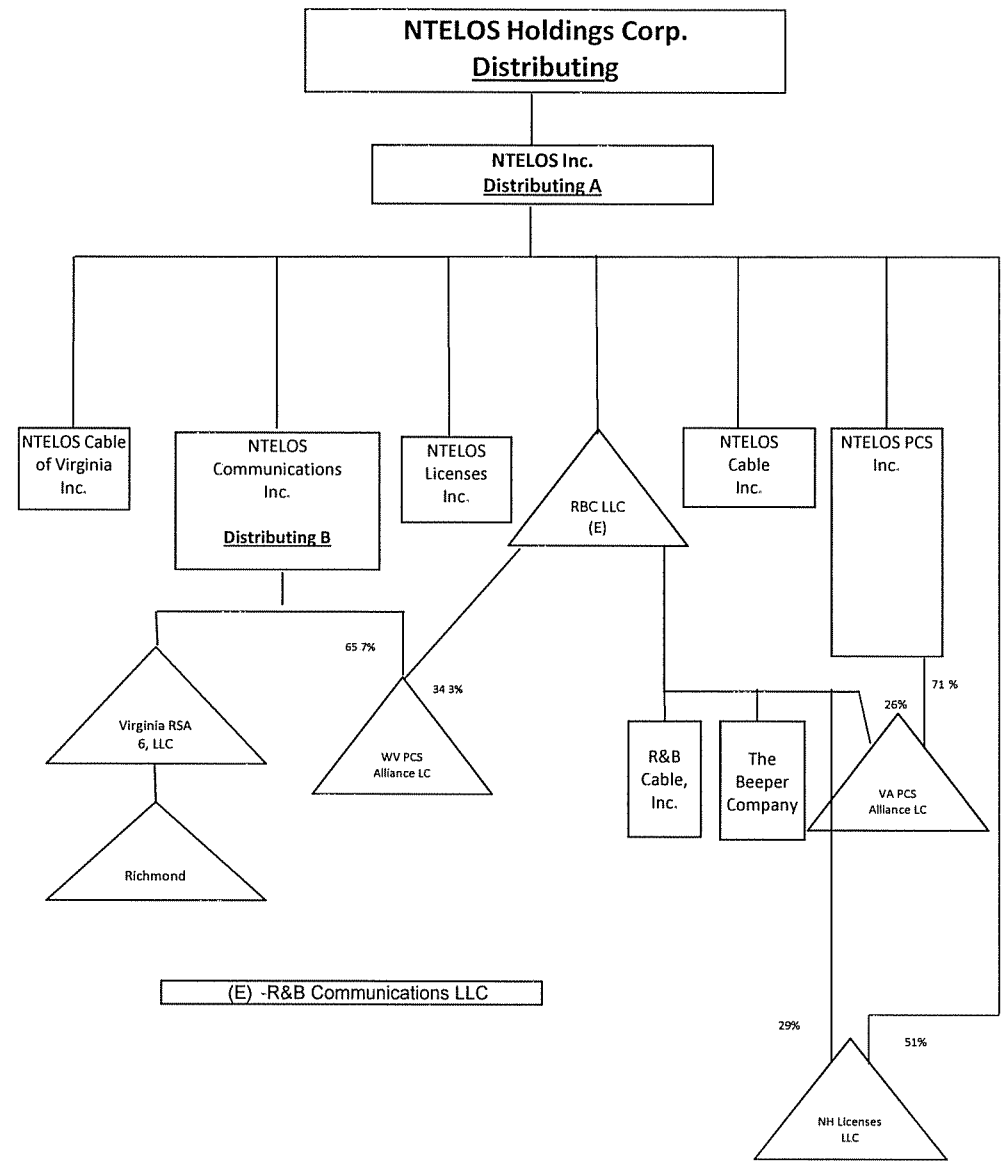 NTELOS Holdings Corp.
Distributing
NTELOS Inc.
Distributing A
NTELOS Cable
of Virginia
Inc.
NTELOS
Communications
Inc.
Distributing B
NTELOS
Licenses
Inc.
RBC LLC
(E)
NTELOS
Cable
Inc.
NTELOS PCS
Inc.
65 7%
34 3%
71 %
26%
Virginia RSA
6, LLC
WV PCS
Alliance LC
R&B
Cable,
Inc.
The
Beeper
Company
VA PCS
Alliance LC
Richmond
(E) -R&B Communications LLC
29%
51%
NH Licenses
LLC